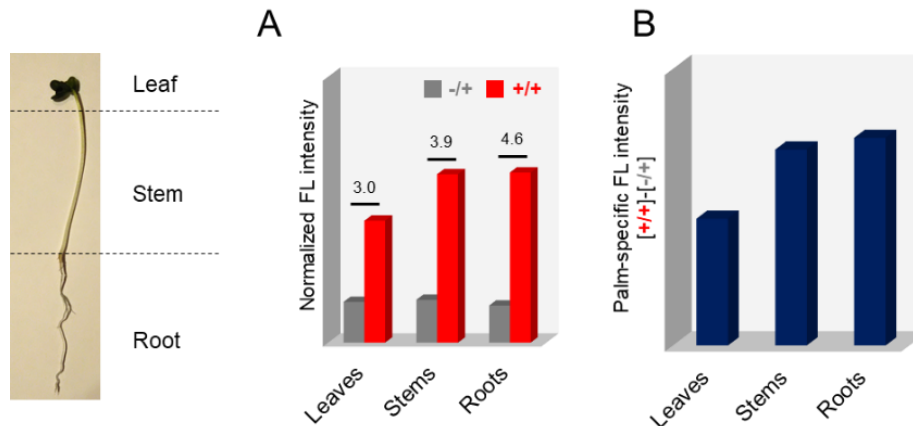 Leaf
Stem
Root
A
Normalized FL intensity
-/+ +/+
3.0
3.9
4.6
Leaves
Stems
Roots
B
Palm-specific FL intensity
[+/+]-[-/+]
Leaves
Stems
Roots